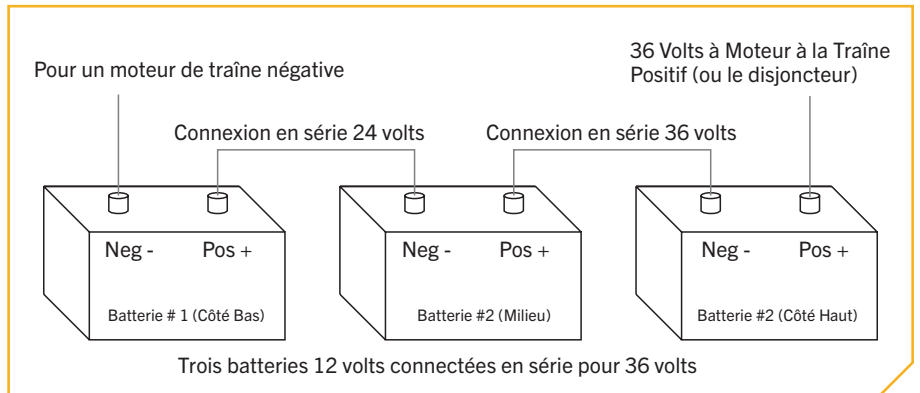 36 Volts à Moteur à la Traîne
Positif (ou le disjoncteur)
Pour un moteur de traîne négative
Connexion en série 24 volts
Connexion en série 36 volts
Neg -
Pos +
Neg -
Pos +
Neg -
Pos +
Batterie # 1 (Côté Bas)
Batterie #2 (Milieu)
Batterie #2 (Côté Haut)
Trois batteries 12 volts connectées en série pour 36 volts